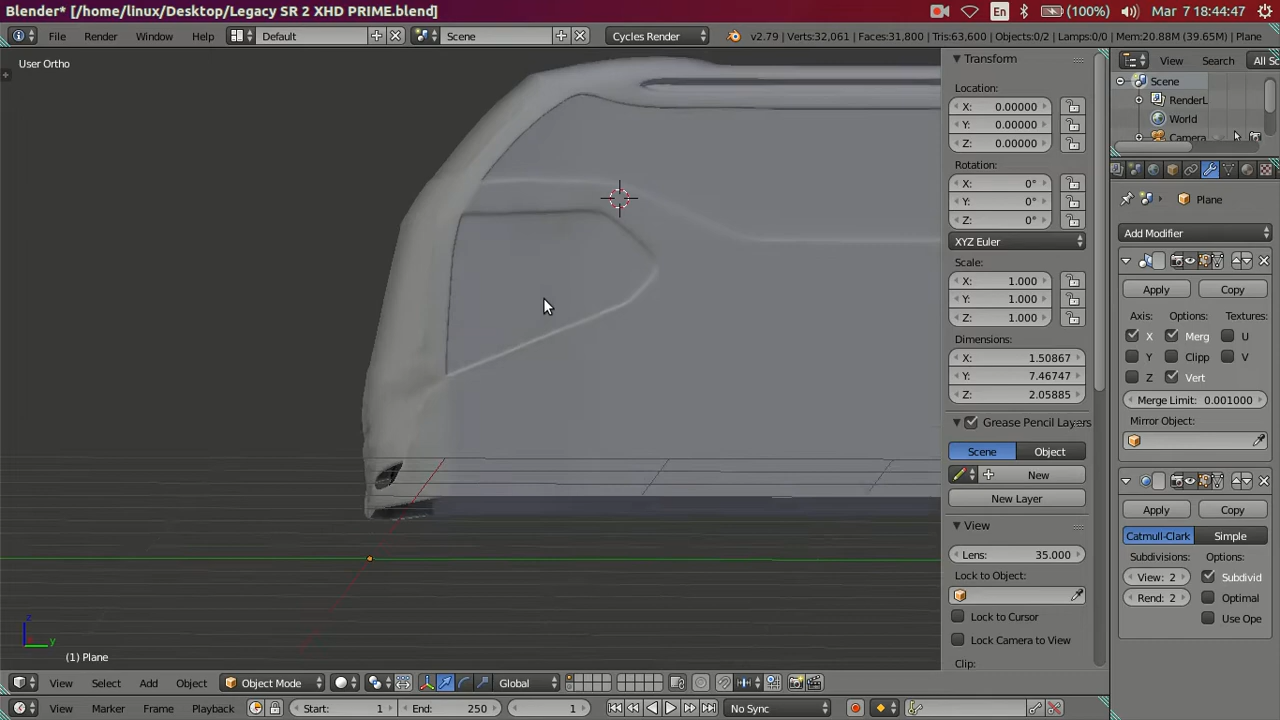 Blender* [/home/linux/Desktop/Legacy SR 2 XHD PRIME.blend]
En
(100%)
Mar 7 18:44:47
File Render Window Help
Default
Scene
Cycles Render
v2.79 | Verts:32,061 | Faces:31,800 | Tris:63,600 | Objects:0/2 | Lamps:0/0 | Mem:20.88M (39.65M) | Plane
User Ortho
Transform
Location:
X: 0.00000
Y: 0.00000
Z: 0.00000
Rotation:
X: 0°
Y: 0°
Z: 0°
XYZ Euler
Scale:
X: 1.000
Y: 1.000
Z: 1.000
Dimensions:
X: 1.50867
Y: 7.46747
Z: 2.05885
Grease Pencil Layers
Scene Object
New
New Layer
View
Lens: 35.000
Lock to Object:
Lock to Cursor
Lock Camera to View
Clip:
View Search All Sc
Scene
RenderL
World
Camera
Plane
Add Modifier
Apply Copy
Axis: Options: Textures:
X Merg U
Y Clipp V
Z Vert
Merge Limit: 0.001000
Mirror Object:
Apply Copy
Catmull-Clark Simple
Subdivisions: Options:
View: 2 Subdivid
Rend: 2 Optimal
Use Ope
z
y
(1) Plane
View Select Add Object
Object Mode
Global
View Marker Frame Playback
Start: 1
End: 250
1
No Sync